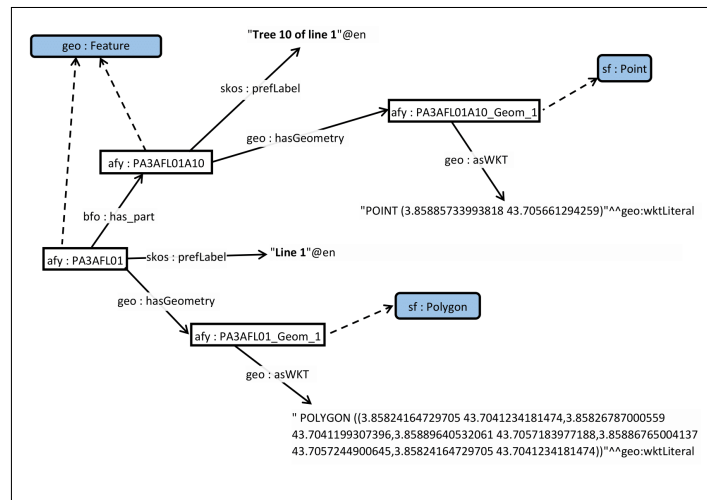 "Tree 10 of line 1"@en
geo : Feature
sf : Point
skos : prefLabel
afy : PA3AFL01A10_Geom_1
geo : hasGeometry
afy : PA3AFL01A10
geo : asWKT
"POINT (3.85885733993818 43.705661294259)"^^geo:wktLiteral
bfo : has_part
afy : PA3AFL01
skos : prefLabel
"Line 1"@en
geo : hasGeometry
sf : Polygon
afy : PA3AFL01_Geom_1
geo : asWKT
" POLYGON ((3.85824164729705 43.7041234181474,3.85826787000559
43.7041199307396,3.85889640532061 43.7057183977188,3.85886765004137
43.7057244900645,3.85824164729705 43.7041234181474))"^^geo:wktLiteral